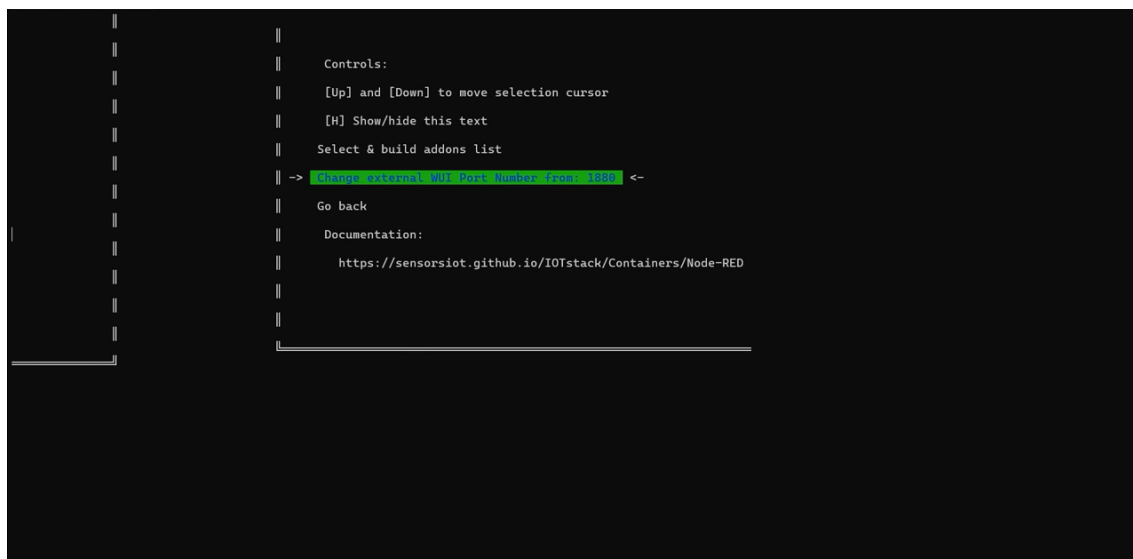 Controls:
[Up] and [Down] to move selection cursor
[H] Show/hide this text
Select & build addons list
-> Change external WUI Port Number from: 1880 <-
Go back
Documentation:
https://sensorsiot.github.io/IOTstack/Containers/Node-RED